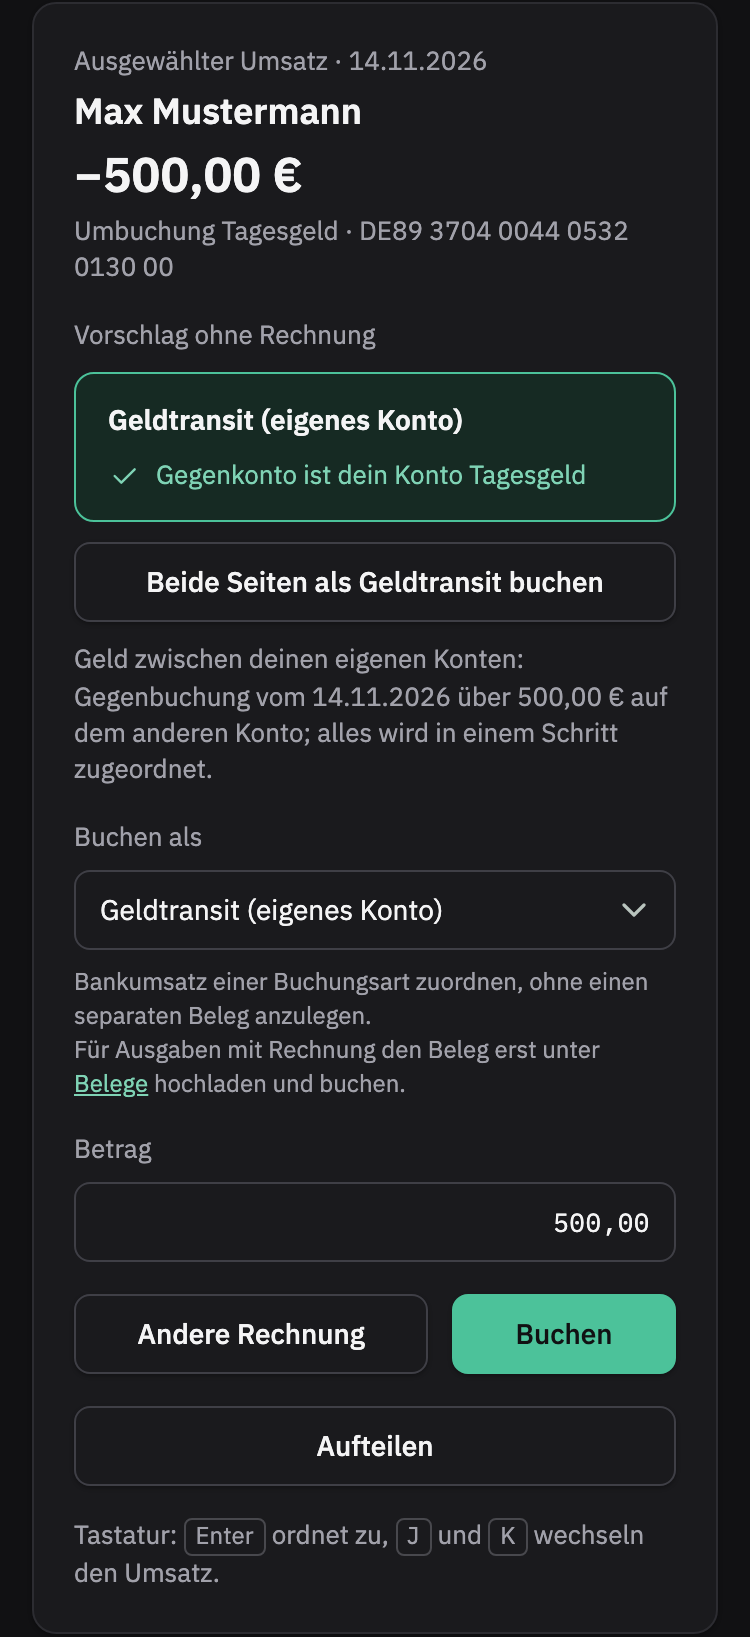 Ausgewählter Umsatz · 14.11.2026
Max Mustermann
−500,00 €
Umbuchung Tagesgeld · DE89 3704 0044 0532
0130 00
Vorschlag ohne Rechnung
Geldtransit (eigenes Konto)
Gegenkonto ist dein Konto Tagesgeld
Beide Seiten als Geldtransit buchen
Geld zwischen deinen eigenen Konten:
Gegenbuchung vom 14.11.2026 über 500,00 € auf
dem anderen Konto; alles wird in einem Schritt
zugeordnet.
Buchen als
Geldtransit (eigenes Konto)
Bankumsatz einer Buchungsart zuordnen, ohne einen
separaten Beleg anzulegen.
Für Ausgaben mit Rechnung den Beleg erst unter
Belege hochladen und buchen.
Betrag
500,00
Andere Rechnung
Buchen
Aufteilen
Tastatur: Enter ordnet zu, J und K wechseln
den Umsatz.